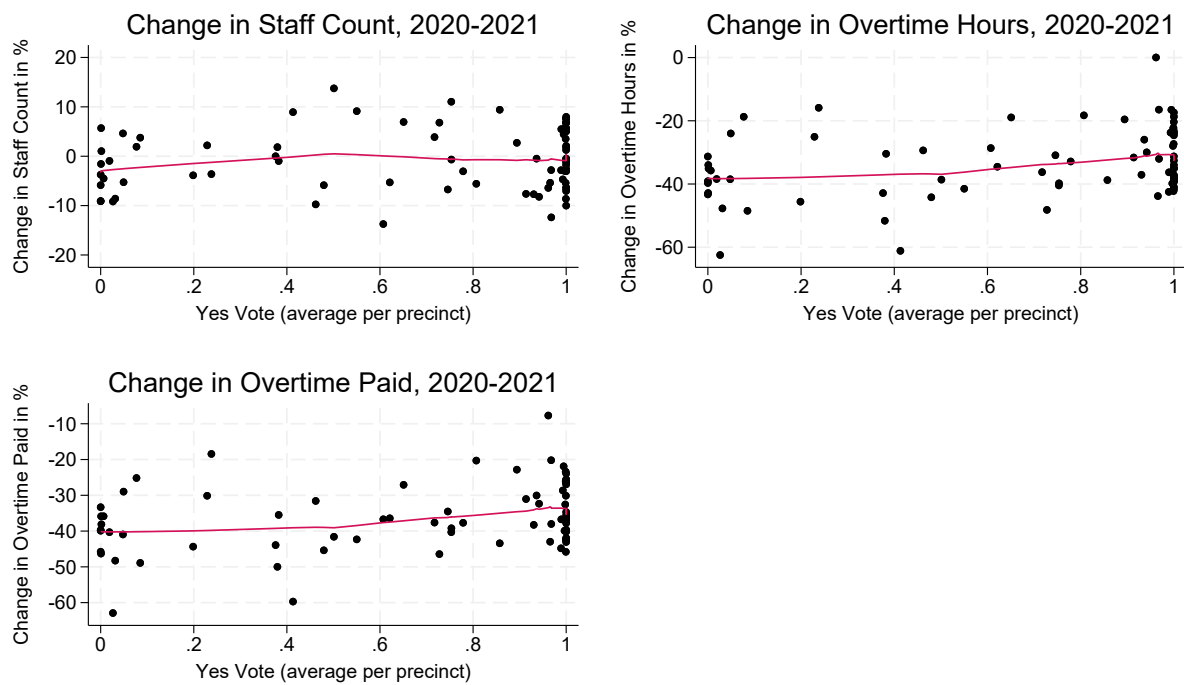 Change in Staff Count, 2020-2021
Change in Staff Count in %
20
10
0
-10
-20
0 .2 .4 .6 .8 1
Yes Vote (average per precinct)
Change in Overtime Hours, 2020-2021
Change in Overtime Hours in %
0
-20
-40
-60
0 .2 .4 .6 .8 1
Yes Vote (average per precinct)
Change in Overtime Paid, 2020-2021
Change in Overtime Paid in %
-10
-20
-30
-40
-50
-60
0 .2 .4 .6 .8 1
Yes Vote (average per precinct)